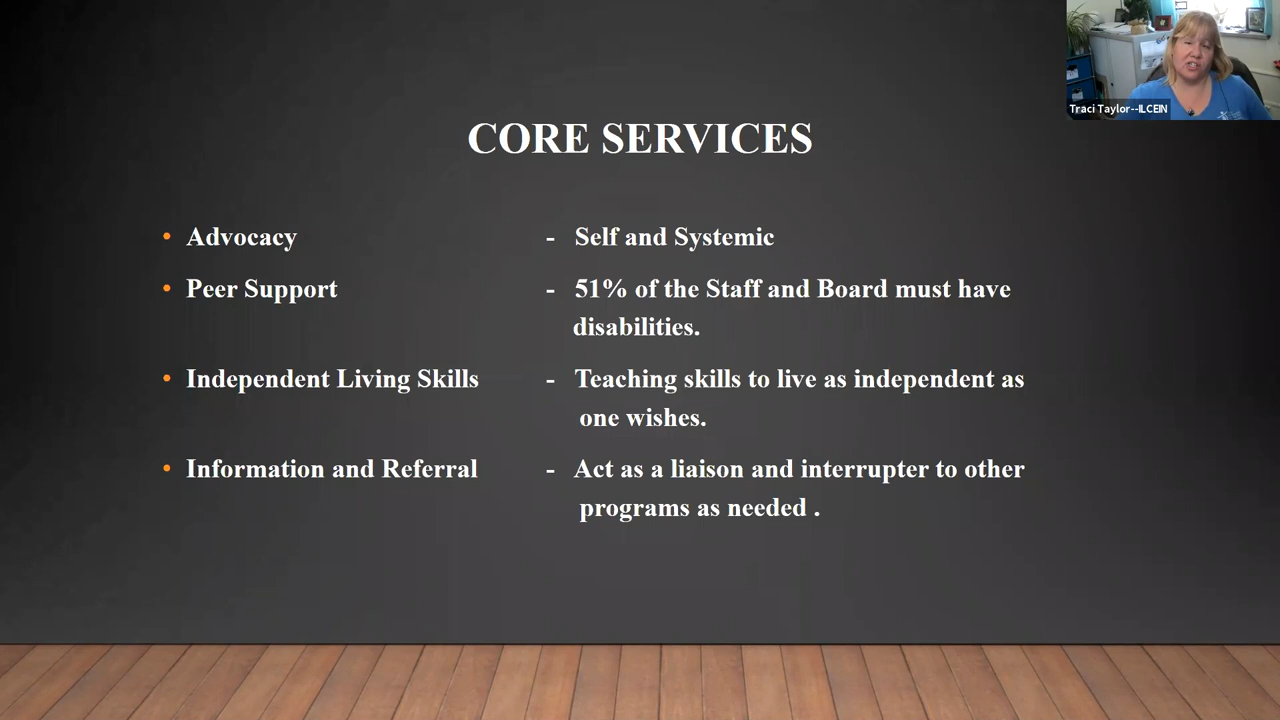 Traci Taylor--ILCEIN
CORE SERVICES
• Advocacy - Self and Systemic
• Peer Support - 51% of the Staff and Board must have
disabilities.
• Independent Living Skills - Teaching skills to live as independent as
one wishes.
• Information and Referral - Act as a liaison and interrupter to other
programs as needed .